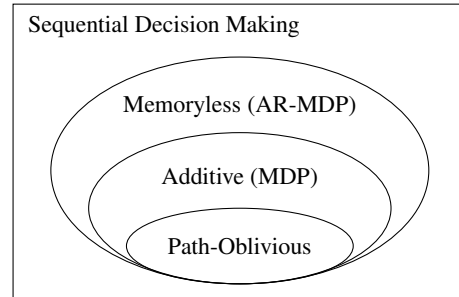 Sequential Decision Making
Memoryless (AR-MDP)
Additive (MDP)
Path-Oblivious